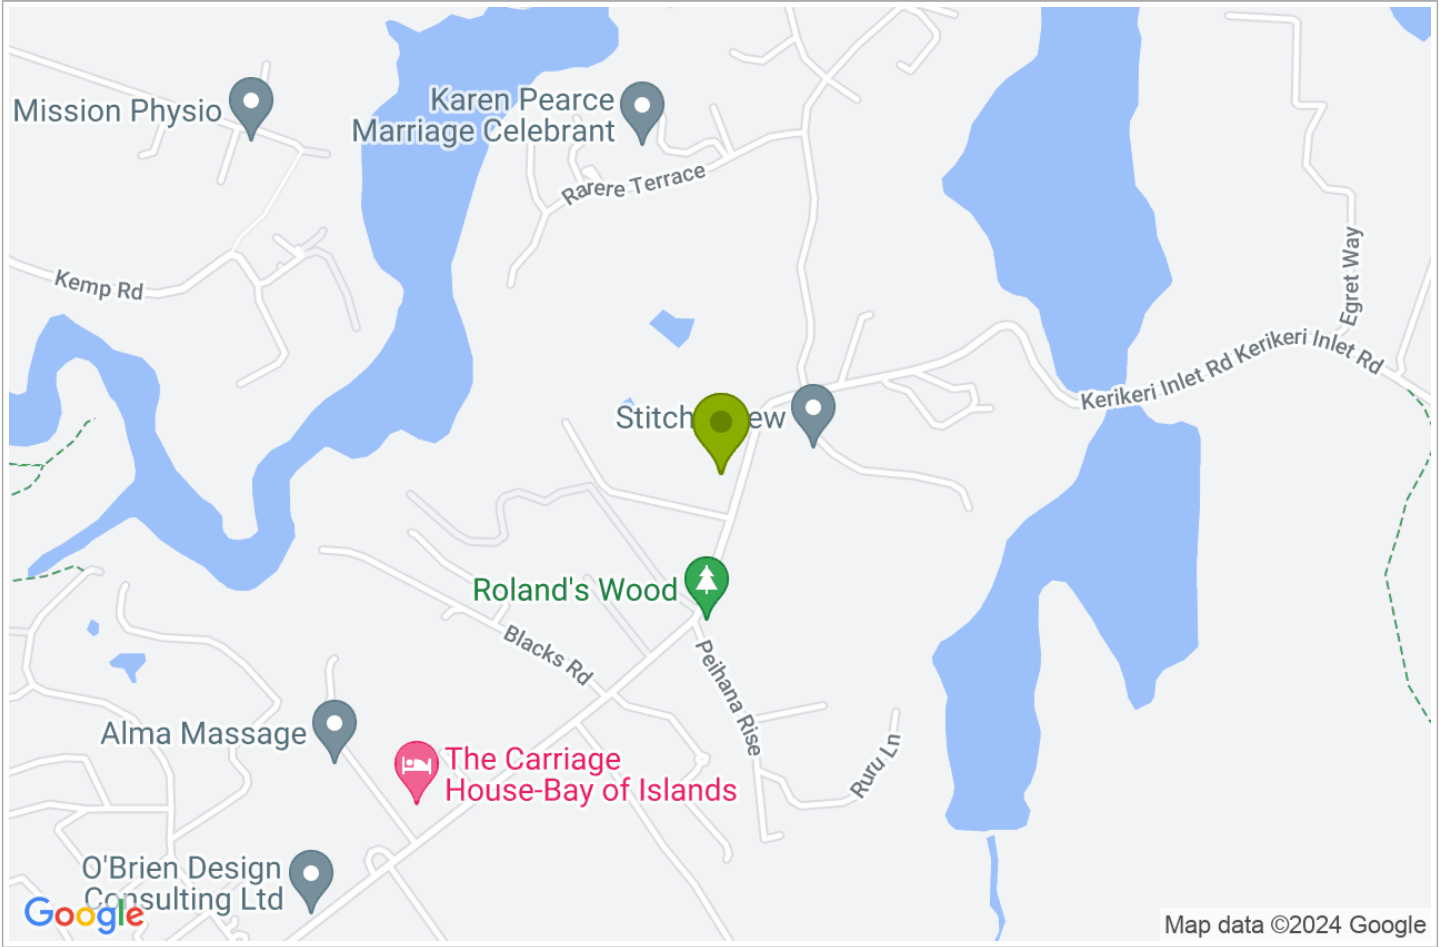 Mission Physio
Karen Pearce
Marriage Celebrant
Rarere Terrace
Kemp Rd
Egret Way
Kerikeri Inlet Rd
Kerikeri Inlet Rd
Stitch
ew
Roland's Wood
Blacks Rd
Peihana Rise
Alma Massage
The Carriage
House-Bay of Islands
Ruru Ln
O'Brien Design
Consulting Ltd
Google
Map data ©2024 Google